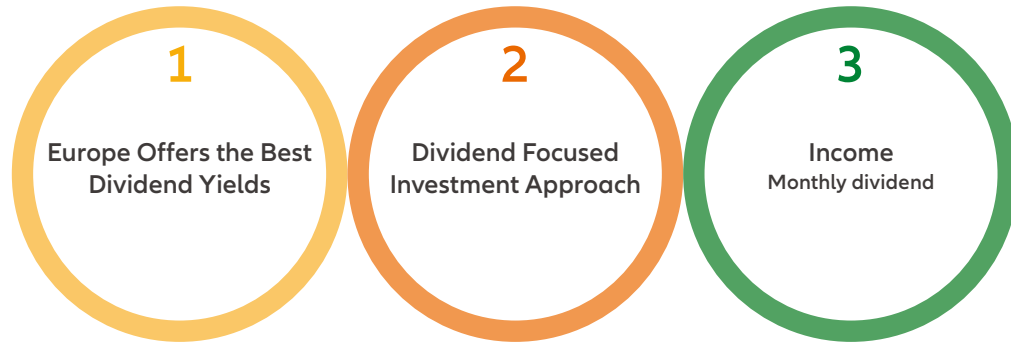 1
Europe Offers the Best
Dividend Yields
2
Dividend Focused
Investment Approach
3
Income
Monthly dividend